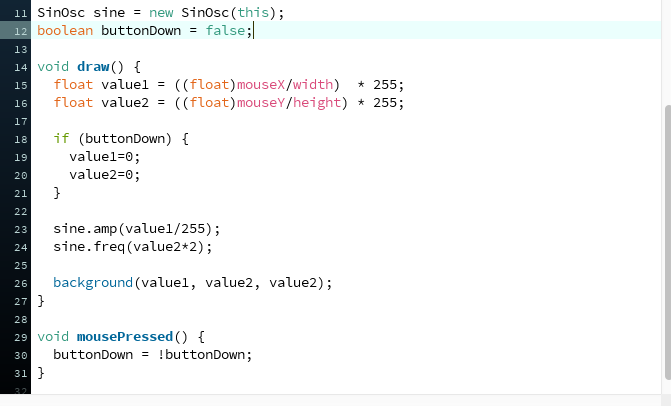 11 SinOsc sine = new SinOsc(this);
12 boolean buttonDown = false;
13
14 void draw() {
15   float value1 = ((float)mouseX/width)  * 255;
16   float value2 = ((float)mouseY/height) * 255;
17
18   if (buttonDown) {
19     value1=0;
20     value2=0;
21   }
22
23   sine.amp(value1/255);
24   sine.freq(value2*2);
25
26   background(value1, value2, value2);
27 }
28
29 void mousePressed() {
30   buttonDown = !buttonDown;
31 }
32